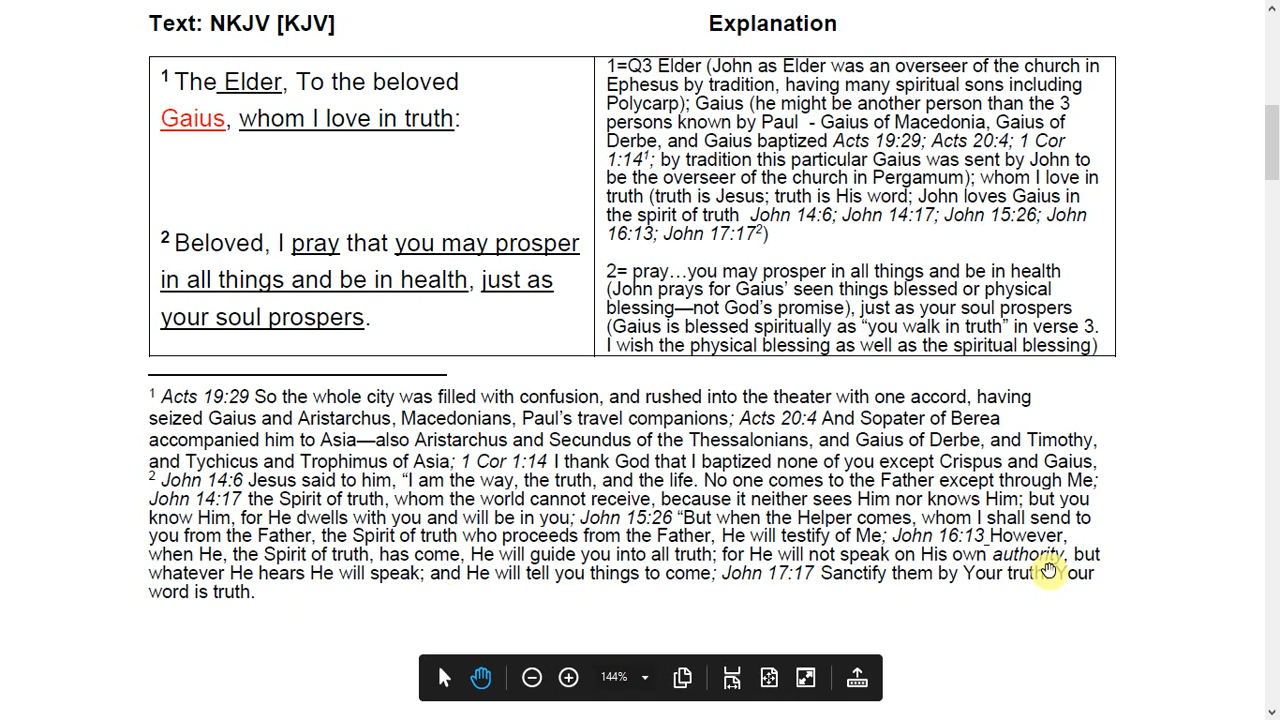 Text: NKJV [KJV]
Explanation
1 The Elder, To the beloved
Gaius, whom I love in truth:
2 Beloved, I pray that you may prosper
in all things and be in health, just as
your soul prospers.
1=Q3 Elder (John as Elder was an overseer of the church in
Ephesus by tradition, having many spiritual sons including
Polycarp); Gaius (he might be another person than the 3
persons known by Paul - Gaius of Macedonia, Gaius of
Derbe, and Gaius baptized Acts 19:29; Acts 20:4; 1 Cor
1:14¹; by tradition this particular Gaius was sent by John to
be the overseer of the church in Pergamum); whom I love in
truth (truth is Jesus; truth is His word; John loves Gaius in
the spirit of truth John 14:6; John 14:17; John 15:26; John
16:13; John 17:17²)
2= pray…you may prosper in all things and be in health
(John prays for Gaius’ seen things blessed or physical
blessing—not God’s promise), just as your soul prospers
(Gaius is blessed spiritually as “you walk in truth” in verse 3.
I wish the physical blessing as well as the spiritual blessing)
1 Acts 19:29 So the whole city was filled with confusion, and rushed into the theater with one accord, having
seized Gaius and Aristarchus, Macedonians, Paul’s travel companions; Acts 20:4 And Sopater of Berea
accompanied him to Asia—also Aristarchus and Secundus of the Thessalonians, and Gaius of Derbe, and Timothy,
and Tychicus and Trophimus of Asia; 1 Cor 1:14 I thank God that I baptized none of you except Crispus and Gaius,
2 John 14:6 Jesus said to him, “I am the way, the truth, and the life. No one comes to the Father except through Me;
John 14:17 the Spirit of truth, whom the world cannot receive, because it neither sees Him nor knows Him; but you
know Him, for He dwells with you and will be in you; John 15:26 “But when the Helper comes, whom I shall send to
you from the Father, the Spirit of truth who proceeds from the Father, He will testify of Me; John 16:13 However,
when He, the Spirit of truth, has come, He will guide you into all truth; for He will not speak on His own authority, but
whatever He hears He will speak; and He will tell you things to come; John 17:17 Sanctify them by Your truth. Your
word is truth.
144%